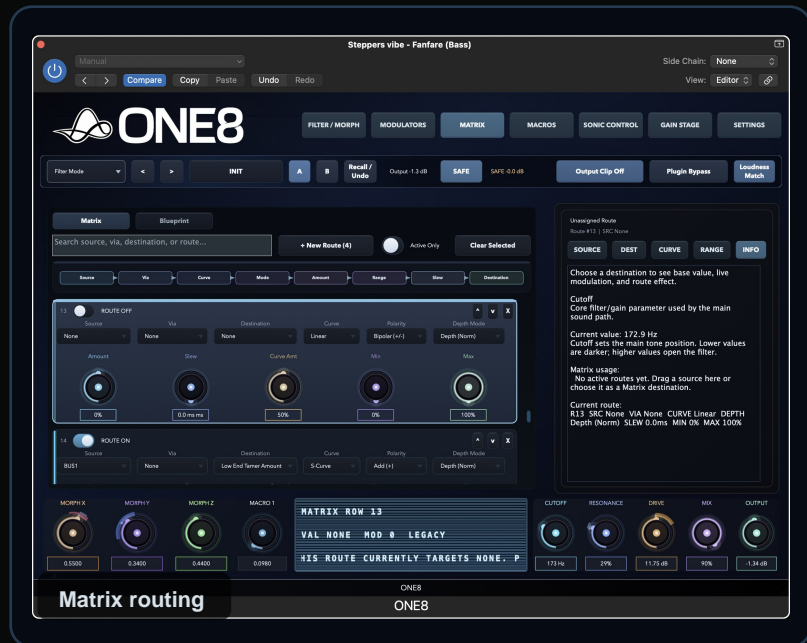 Steppers vibe - Fanfare (Bass)
Manual
Side Chain: None
Compare Copy Paste Undo Redo
View: Editor
ONE8
FILTER / MORPH MODULATORS MATRIX MACROS SONIC CONTROL GAIN STAGE SETTINGS
Filter Mode < > INIT A B Recall / Undo Output -1.3 dB SAFE SAFE -0.0 dB Output Clip Off Plugin Bypass Loudness Match
Matrix Blueprint
Search source, via, destination, or route...
+ New Route (4) Active Only Clear Selected
Source Via Curve Mode Amount Range Slew Destination
13 ROUTE OFF ^ v X
Source Via Destination Curve Polarity Depth Mode
None None None Linear Bipolar (+/-) Depth (Norm)
Amount Slew Curve Amt Min Max
0% 0.0 ms ms 50% 0% 100%
14 ROUTE ON ^ v X
Source Via Destination Curve Polarity Depth Mode
BUS1 None Low End Tamer Amount S-Curve Add (+) Depth (Norm)
Unassigned Route
Route #13 | SRC None
SOURCE DEST CURVE RANGE INFO
Choose a destination to see base value, live
modulation, and route effect.
Cutoff
Core filter/gain parameter used by the main
sound path.
Current value: 172.9 Hz
Cutoff sets the main tone position. Lower values
are darker; higher values open the filter.
Matrix usage:
No active routes yet. Drag a source here or
choose it as a Matrix destination.
Current route:
R13 SRC None VIA None CURVE Linear DEPTH
Depth (Norm) SLEW 0.0ms MIN 0% MAX 100%
MORPH X MORPH Y MORPH Z MACRO 1
0.5500 0.3400 0.4400 0.0980
MATRIX ROW 13
VAL NONE MOD 0 LEGACY
HIS ROUTE CURRENTLY TARGETS NONE. P
CUTOFF RESONANCE DRIVE MIX OUTPUT
173 Hz 29% 11.75 dB 90% -1.34 dB
ONE8
ONE8
Matrix routing